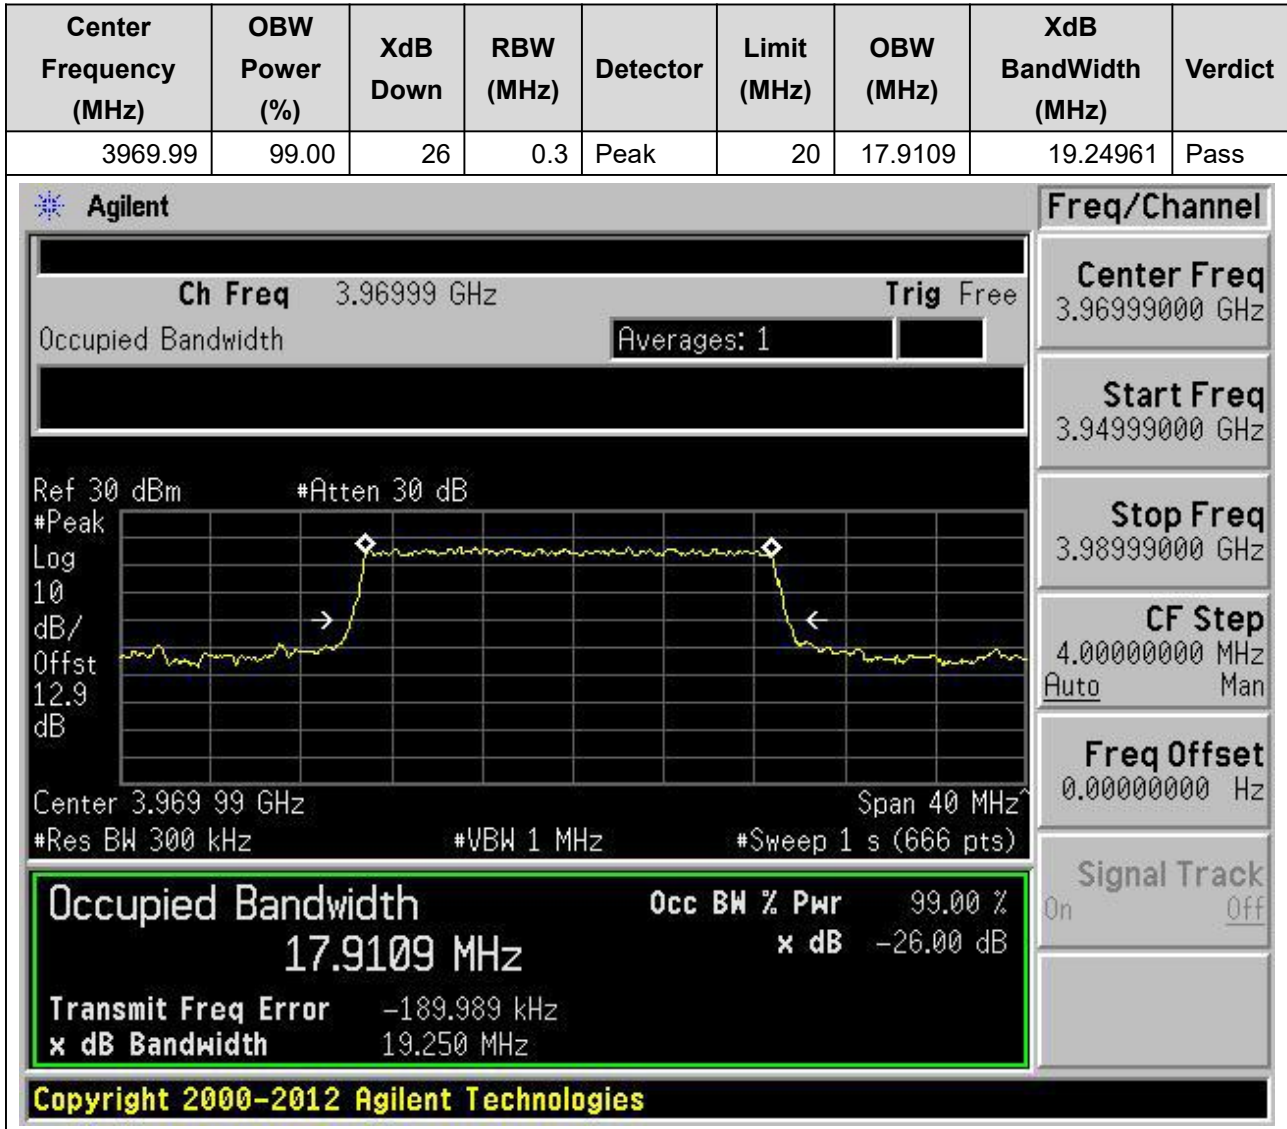 Center Frequency (MHz) OBW Power (%) XdB Down RBW (MHz) Detector Limit (MHz) OBW (MHz) XdB BandWidth (MHz) Verdict
3969.99 99.00 26 0.3 Peak 20 17.9109 19.24961 Pass
Agilent
Freq/Channel
Ch Freq 3.96999 GHz Trig Free
Occupied Bandwidth Averages: 1
Center Freq
3.96999000 GHz
Start Freq
3.94999000 GHz
Stop Freq
3.98999000 GHz
CF Step
4.00000000 MHz
Auto Man
Freq Offset
0.00000000 Hz
Signal Track
On Off
Ref 30 dBm #Atten 30 dB
#Peak
Log
10
dB/
Offst
12.9
dB
Center 3.969 99 GHz Span 40 MHz^
#Res BW 300 kHz #VBW 1 MHz #Sweep 1 s (666 pts)
Occupied Bandwidth Occ BW % Pwr 99.00 %
17.9109 MHz x dB -26.00 dB
Transmit Freq Error -189.989 kHz
x dB Bandwidth 19.250 MHz
Copyright 2000-2012 Agilent Technologies